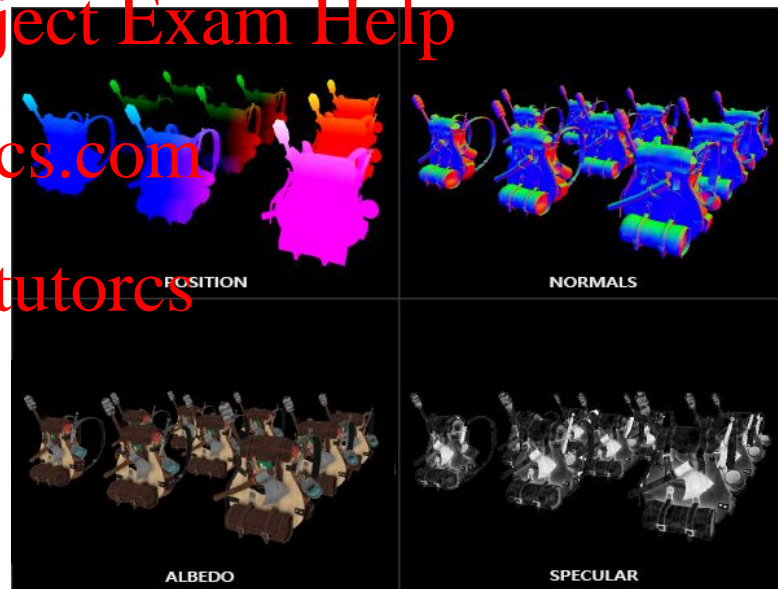 ject Exam Help
cs.com
tutorcs
POSITION
NORMALS
ALBEDO
SPECULAR